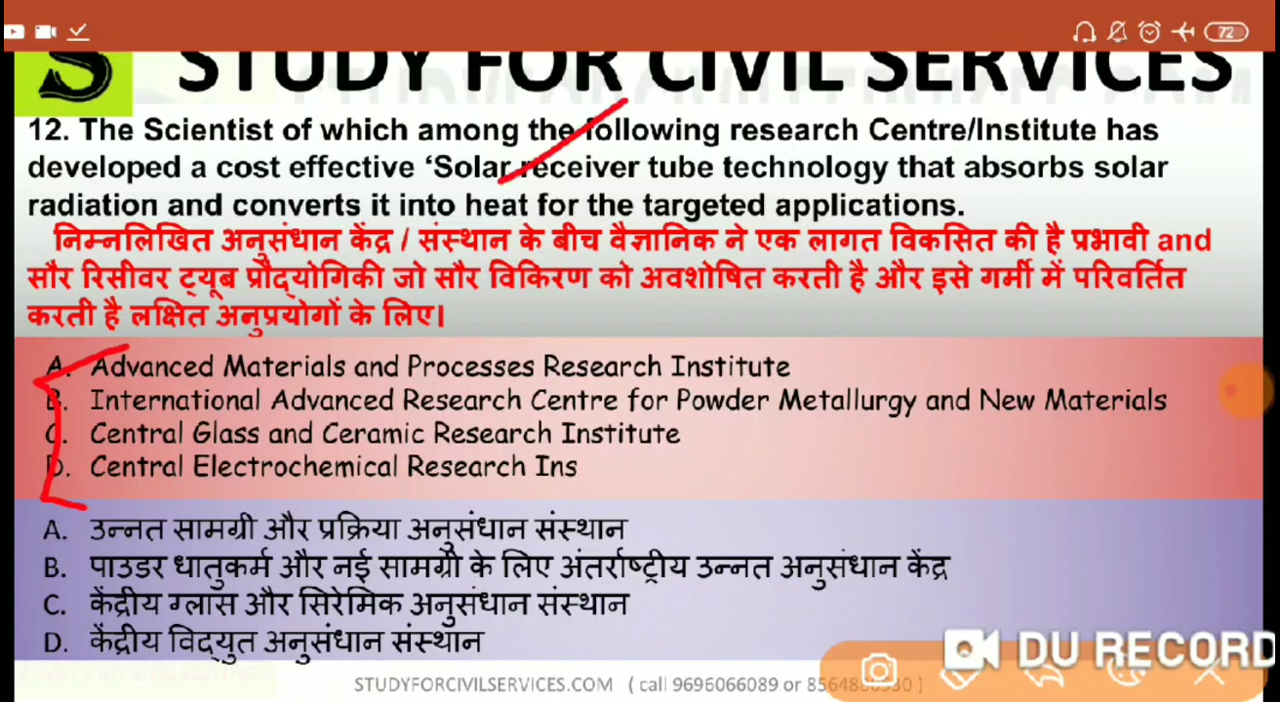 72
S STUDY FOR CIVIL SERVICES
12. The Scientist of which among the following research Centre/Institute has
developed a cost effective ‘Solar receiver tube technology that absorbs solar
radiation and converts it into heat for the targeted applications.
निम्नलिखित अनुसंधान केंद्र / संस्थान के बीच वैज्ञानिक ने एक लागत विकसित की है प्रभावी and
सौर रिसीवर ट्यूब प्रौद्योगिकी जो सौर विकिरण को अवशोषित करती है और इसे गर्मी में परिवर्तित
करती है लक्षित अनुप्रयोगों के लिए।
A. Advanced Materials and Processes Research Institute
B. International Advanced Research Centre for Powder Metallurgy and New Materials
C. Central Glass and Ceramic Research Institute
D. Central Electrochemical Research Ins
A. उन्नत सामग्री और प्रक्रिया अनुसंधान संस्थान
B. पाउडर धातुकर्म और नई सामग्री के लिए अंतर्राष्ट्रीय उन्नत अनुसंधान केंद्र
C. केंद्रीय ग्लास और सिरेमिक अनुसंधान संस्थान
D. केंद्रीय विद्युत अनुसंधान संस्थान
DU RECORD
STUDYFORCIVILSERVICES.COM ( call 9696066089 or )